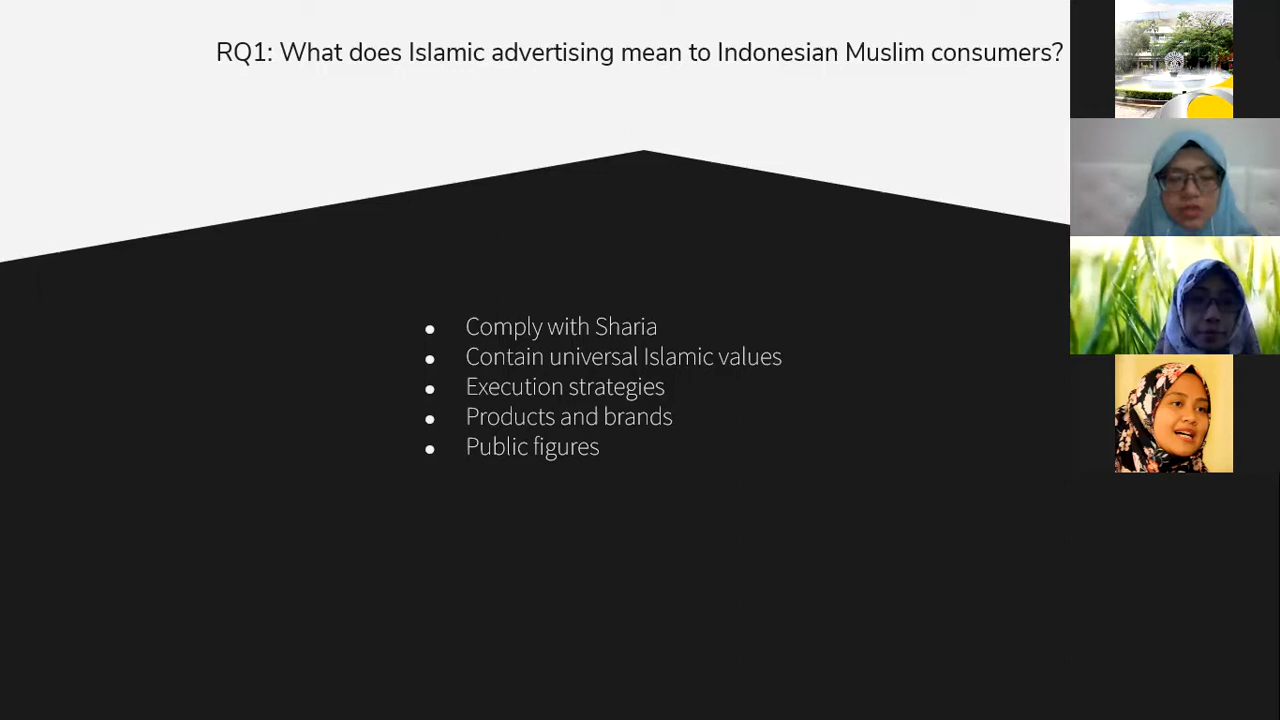 RQ1: What does Islamic advertising mean to Indonesian Muslim consumers?
● Comply with Sharia
● Contain universal Islamic values
● Execution strategies
● Products and brands
● Public figures